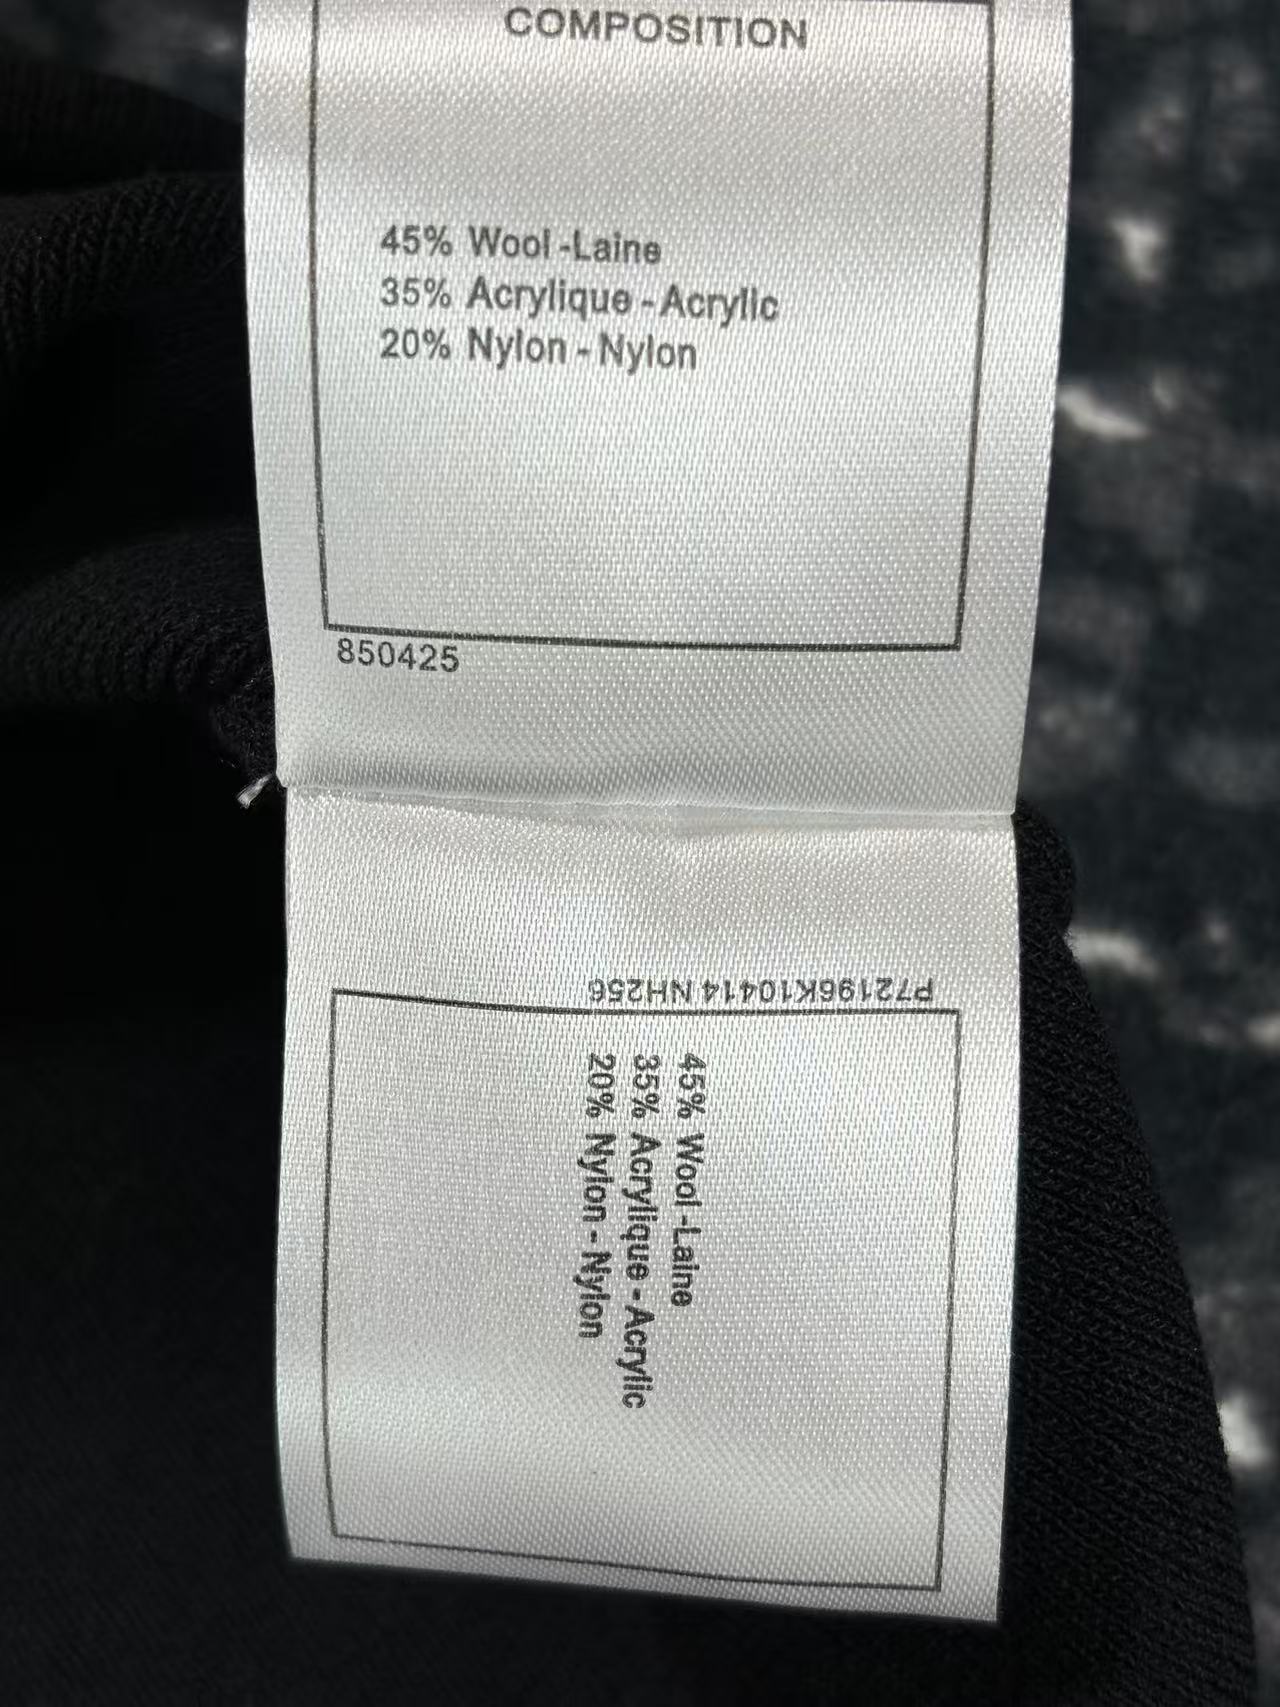 COMPOSITION
45% Wool -Laine
35% Acrylique - Acrylic
20% Nylon - Nylon
850425
P72196K10414 NH256
45% Wool -Laine
35% Acrylique - Acrylic
20% Nylon - Nylon